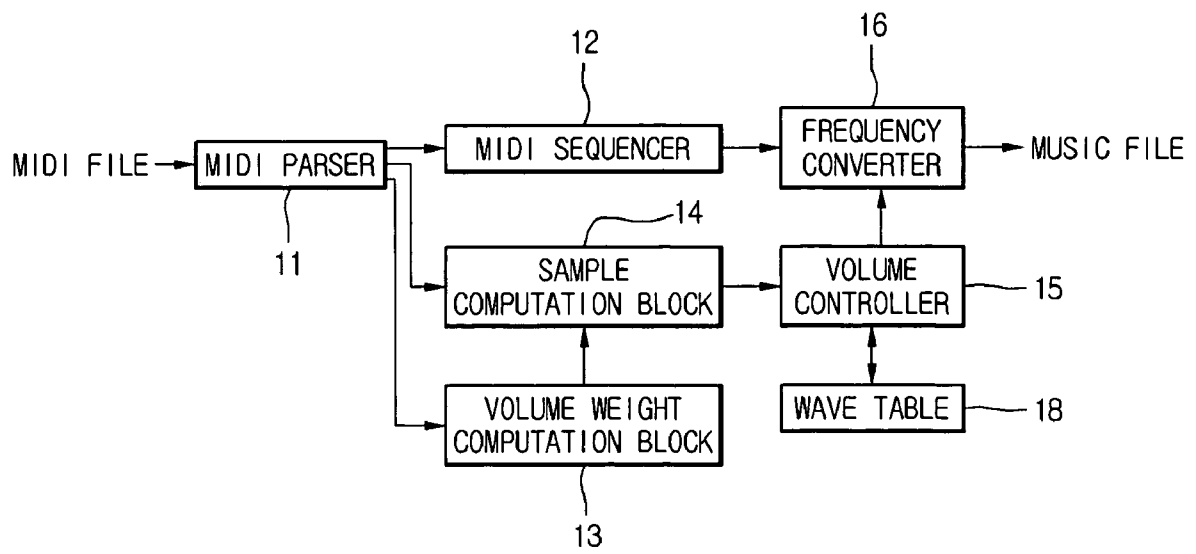 16
12
FREQUENCY
CONVERTER
MIDI SEQUENCER
MIDI FILE
MIDI PARSER
MUSIC FILE
11
14
SAMPLE
COMPUTATION BLOCK
VOLUME
CONTROLLER
15
VOLUME WEIGHT
COMPUTATION BLOCK
WAVE TABLE
18
13